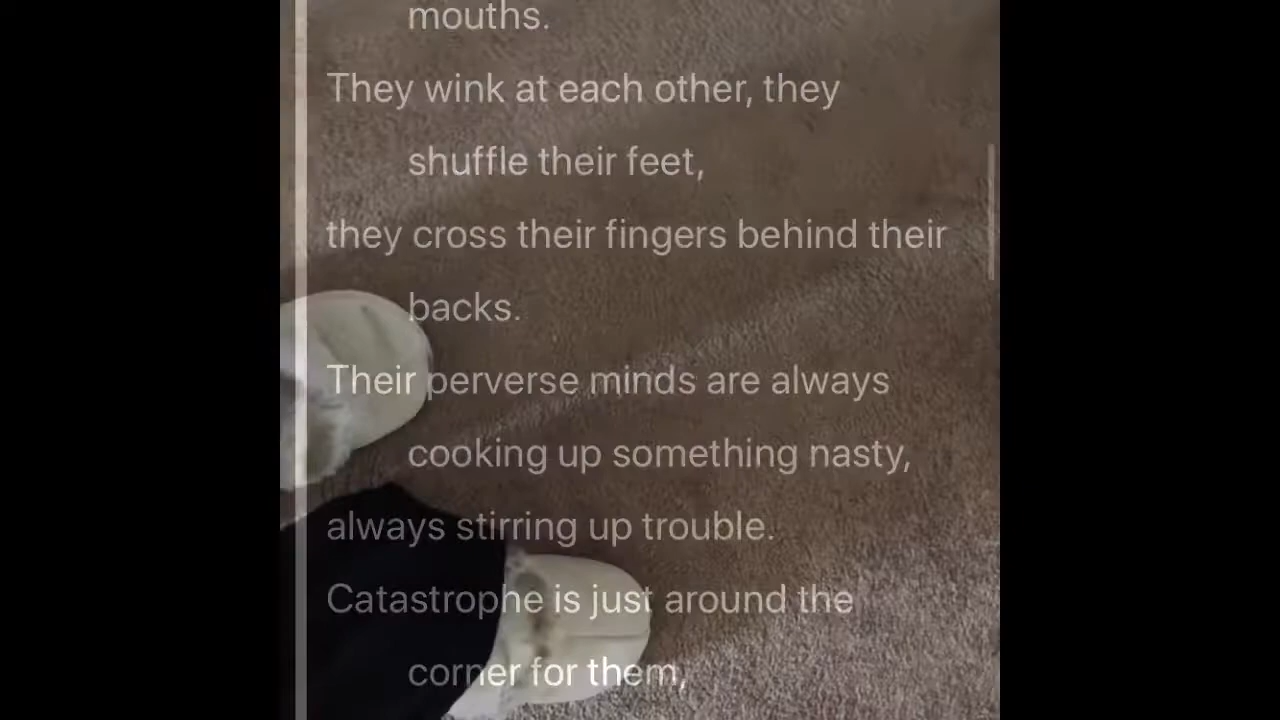 mouths.
They wink at each other, they
shuffle their feet,
they cross their fingers behind their
backs.
Their perverse minds are always
cooking up something nasty,
always stirring up trouble.
Catastrophe is just around the
corner for them,